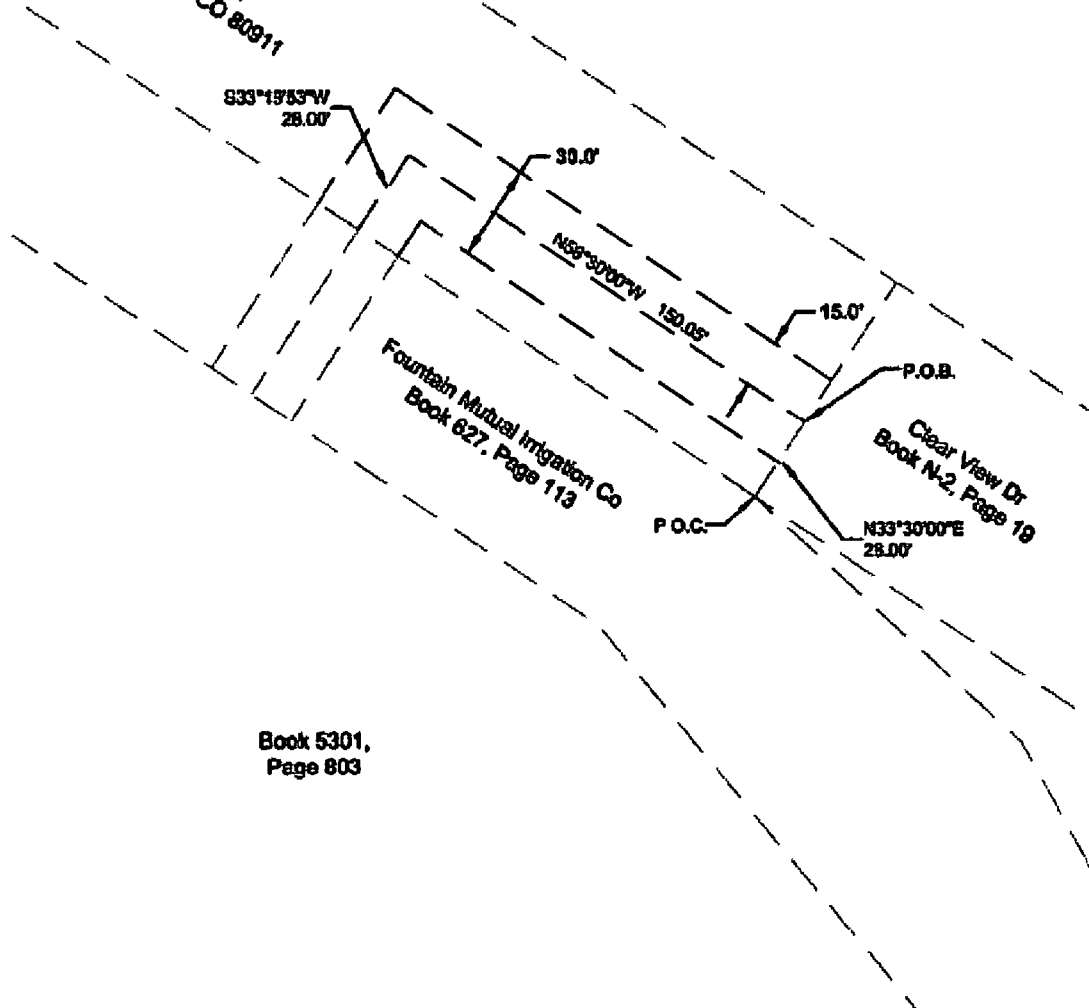 CO 80911
S33°19'53"W
28.00'
30.0'
N59°30'00"W 150.05'
15.0'
P.O.B.
Fountain Mutual Irrigation Co
Book 627, Page 113
Clear View Dr
Book N-2, Page 19
P.O.C.
N33°30'00"E
28.00'
Book 5301,
Page 803